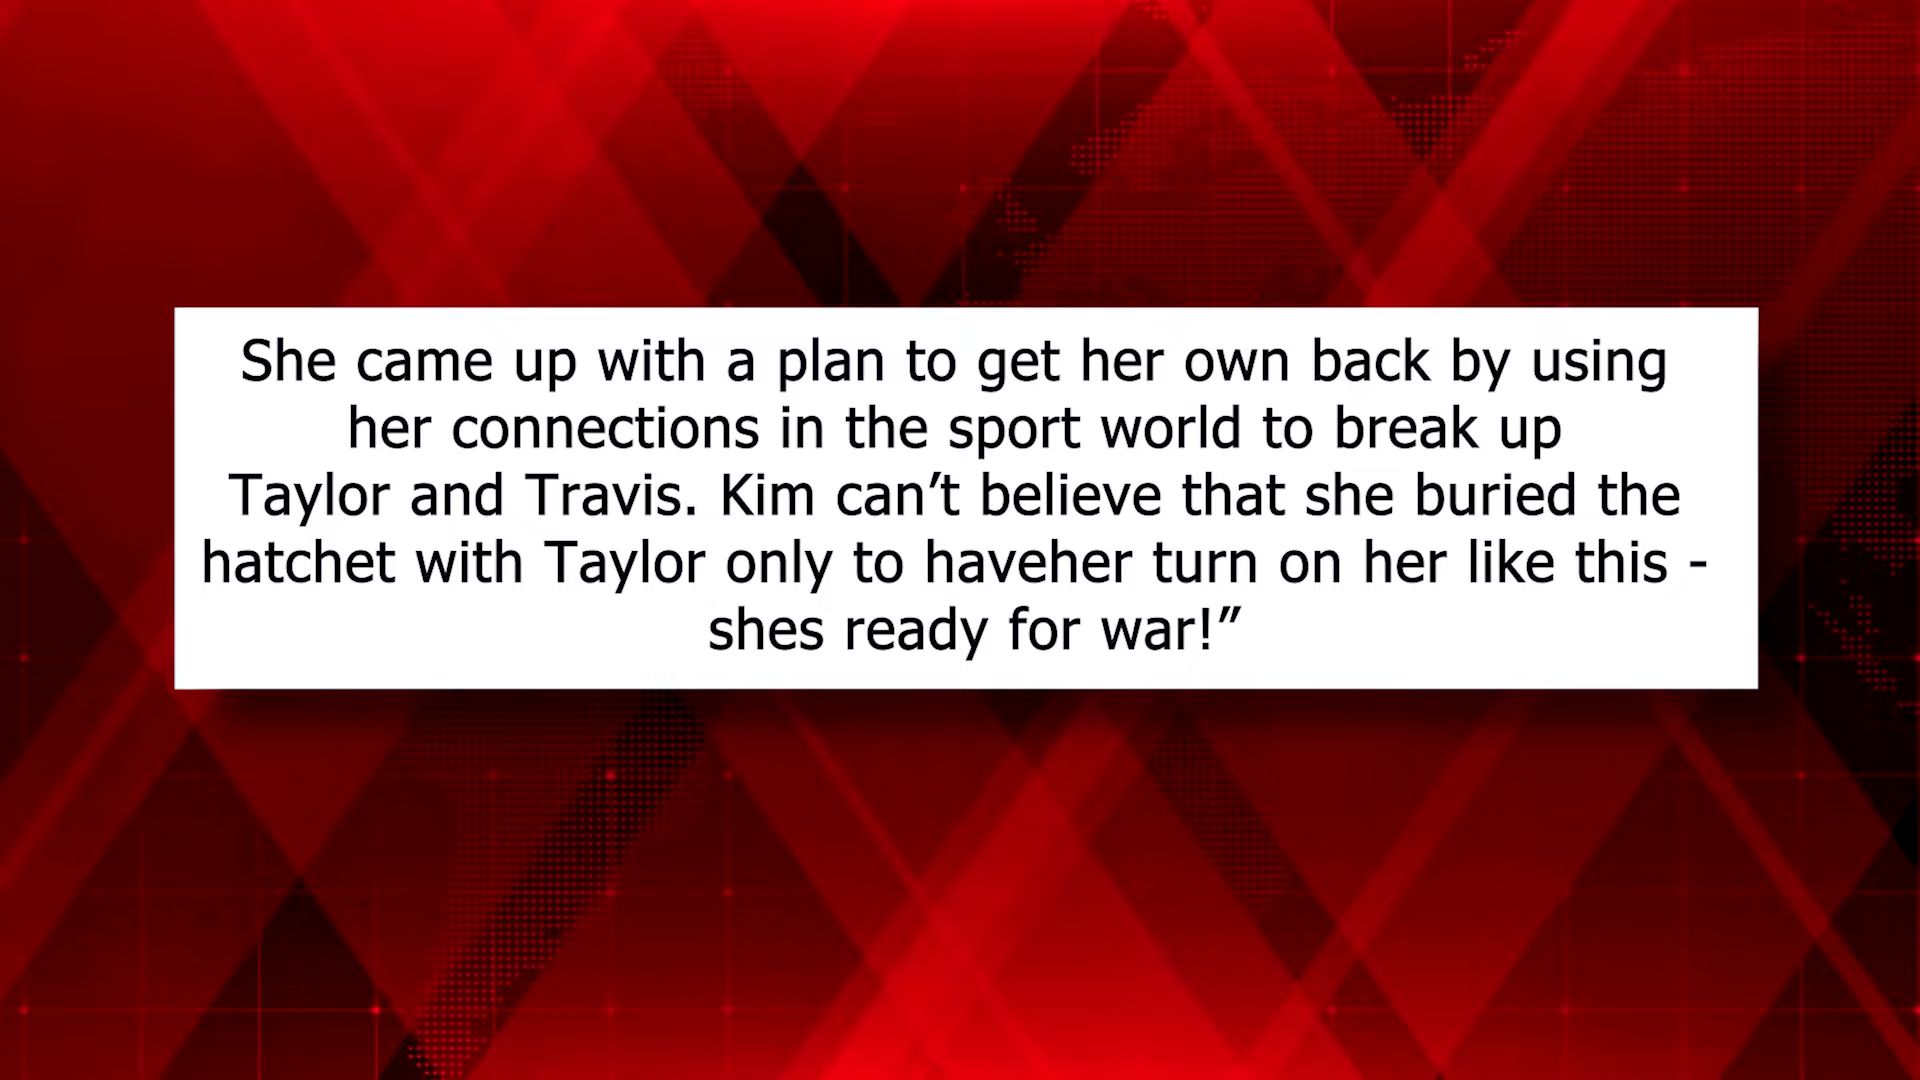 She came up with a plan to get her own back by using
her connections in the sport world to break up
Taylor and Travis. Kim can’t believe that she buried the
hatchet with Taylor only to haveher turn on her like this -
shes ready for war!”